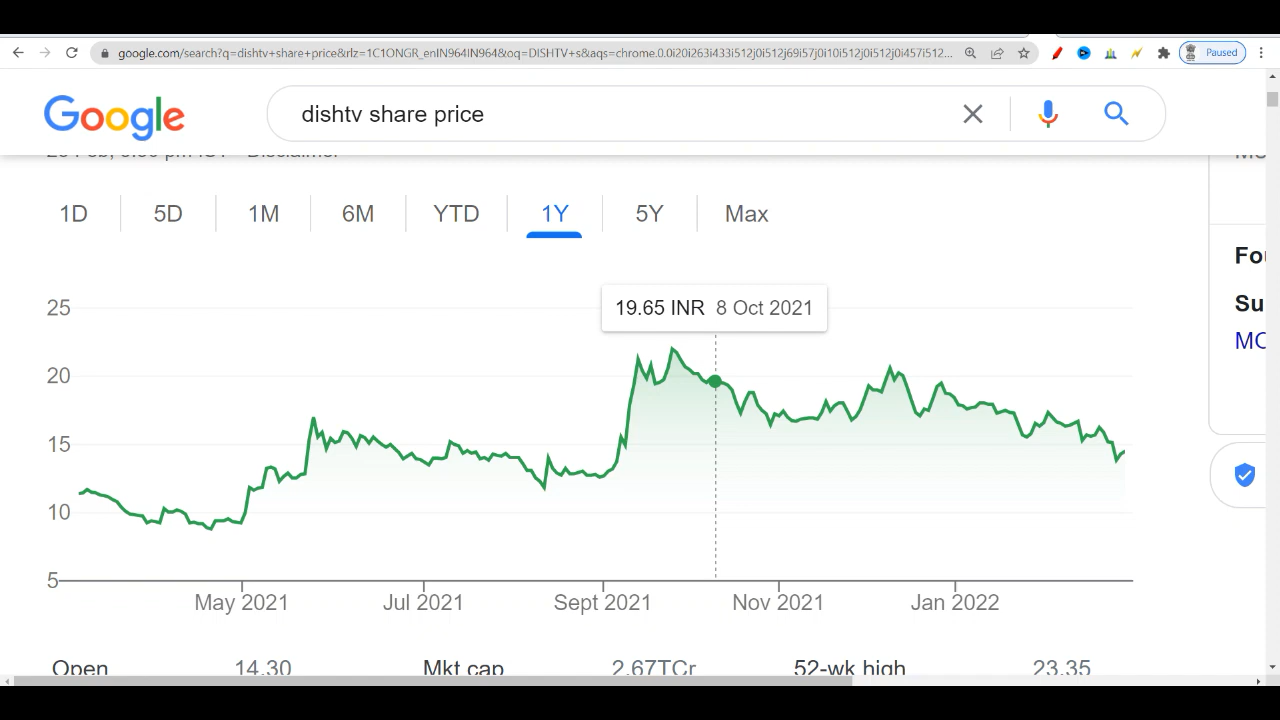 google.com/search?q=dishtv+share+price&rlz=1C1ONGR_enIN964IN964&oq=DISHTV+s&aqs=chrome.0.0i20i263i433i512j0i512j69i57j0i10i512j0i512j0i457i512...
Paused
Google
dishtv share price
1D 5D 1M 6M YTD 1Y 5Y Max
Fo
Su
MC
19.65 INR 8 Oct 2021
25
20
15
10
5
May 2021 Jul 2021 Sept 2021 Nov 2021 Jan 2022
Open 14.30 Mkt cap 2.67TCr 52-wk high 23.35